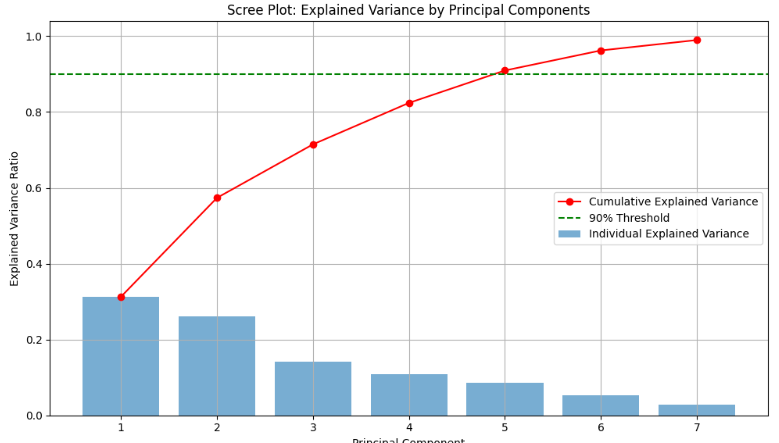 Scree Plot: Explained Variance by Principal Components
1.0
0.8
0.6
0.4
0.2
0.0
Explained Variance Ratio
Cumulative Explained Variance
90% Threshold
Individual Explained Variance
1 2 3 4 5 6 7
Principal Component